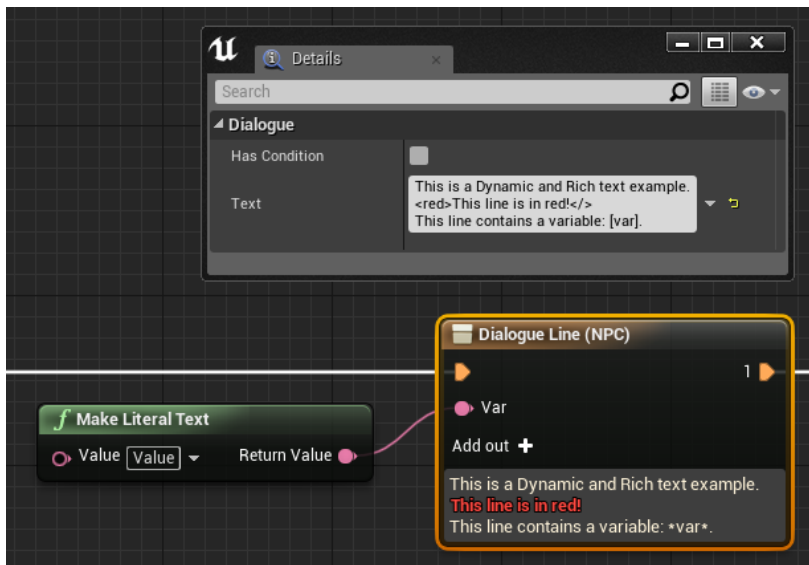 Details
Search
Dialogue
Has Condition
Text
This is a Dynamic and Rich text example.
<red>This line is in red!</>
This line contains a variable: [var].
Dialogue Line (NPC)
1
Var
Add out
This is a Dynamic and Rich text example.
This line is in red!
This line contains a variable: *var*.
f Make Literal Text
Value Value Return Value